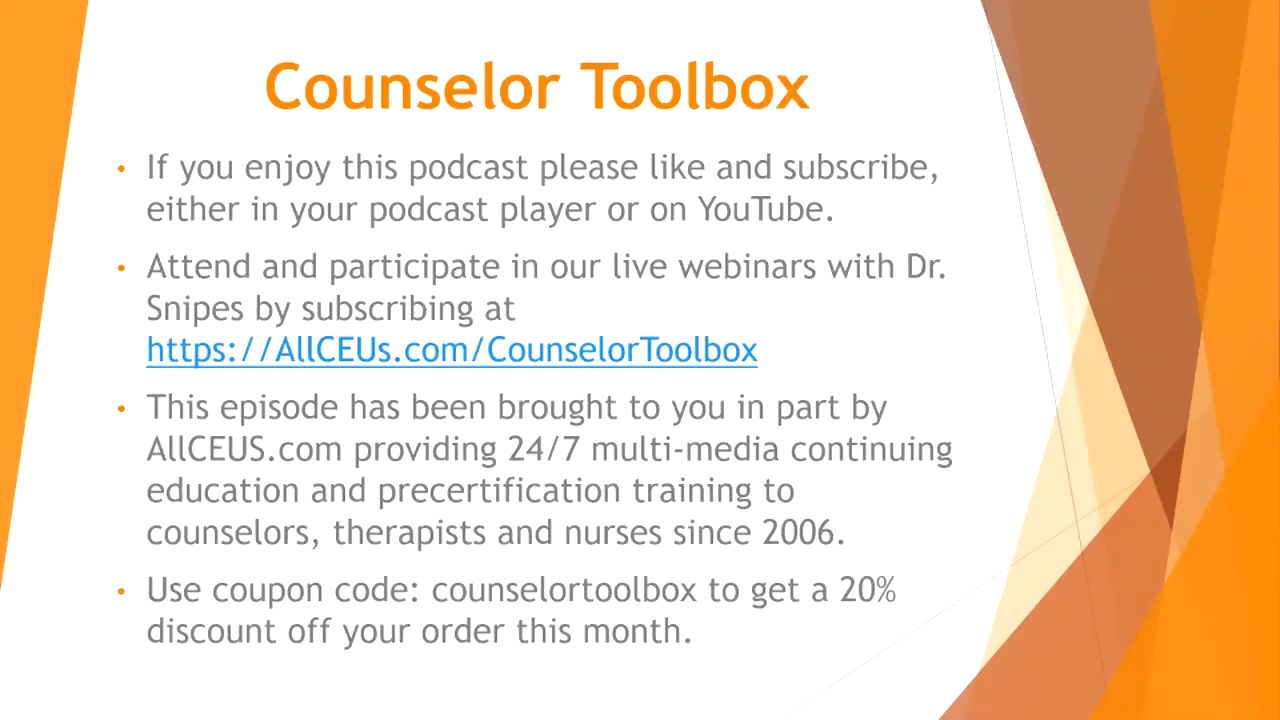 Counselor Toolbox
• If you enjoy this podcast please like and subscribe,
either in your podcast player or on YouTube.
• Attend and participate in our live webinars with Dr.
Snipes by subscribing at
https://AllCEUs.com/CounselorToolbox
• This episode has been brought to you in part by
AllCEUS.com providing 24/7 multi-media continuing
education and precertification training to
counselors, therapists and nurses since 2006.
• Use coupon code: counselortoolbox to get a 20%
discount off your order this month.